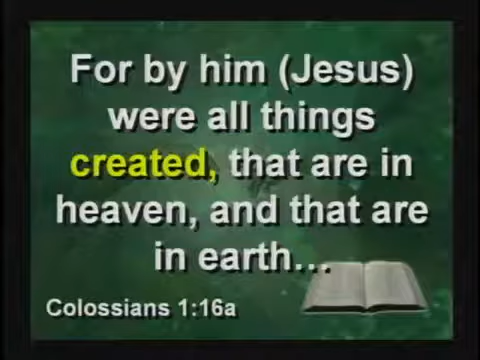 For by him (Jesus)
were all things
created, that are in
heaven, and that are
in earth…
Colossians 1:16a